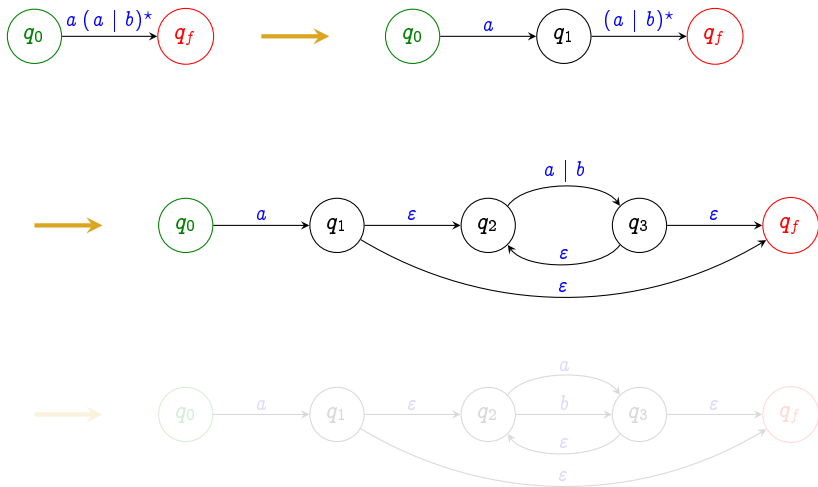 a (a | b)⋆ a (a | b)⋆
q0 qf q0 q1 qf
a | b
a ε ε
q0 q1 q2 q3 qf
ε
ε
a
a ε b ε
q0 q1 q2 q3 qf
ε
ε